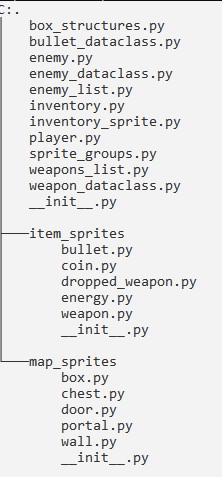 C:.
box_structures.py
bullet_dataclass.py
enemy.py
enemy_dataclass.py
enemy_list.py
inventory.py
inventory_sprite.py
player.py
sprite_groups.py
weapons_list.py
weapon_dataclass.py
__init__.py
item_sprites
bullet.py
coin.py
dropped_weapon.py
energy.py
weapon.py
__init__.py
map_sprites
box.py
chest.py
door.py
portal.py
wall.py
__init__.py